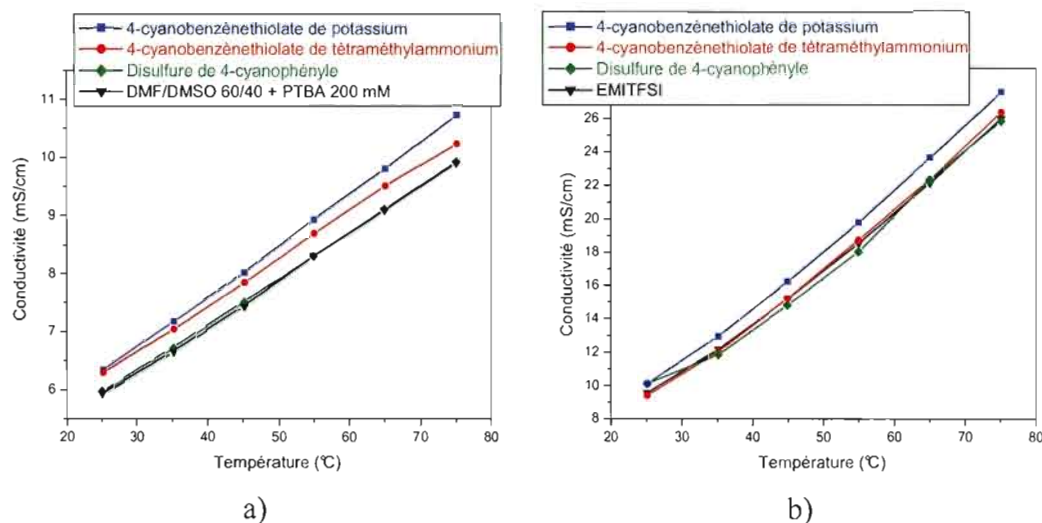 4-cyanobenzènethiolate de potassium
4-cyanobenzènethiolate de tétraméthylammonium
Disulfure de 4-cyanophényle
DMF/DMSO 60/40 + PTBA 200 mM
11
10
9
8
7
6
Conductivité (mS/cm)
20 30 40 50 60 70 80
Température (°C)
a)
4-cyanobenzènethiolate de potassium
4-cyanobenzènethiolate de tétraméthylammonium
Disulfure de 4-cyanophényle
EMITFSI
26
24
22
20
18
16
14
12
10
8
Conductivité (mS/cm)
20 30 40 50 60 70 80
Température (°C)
b)